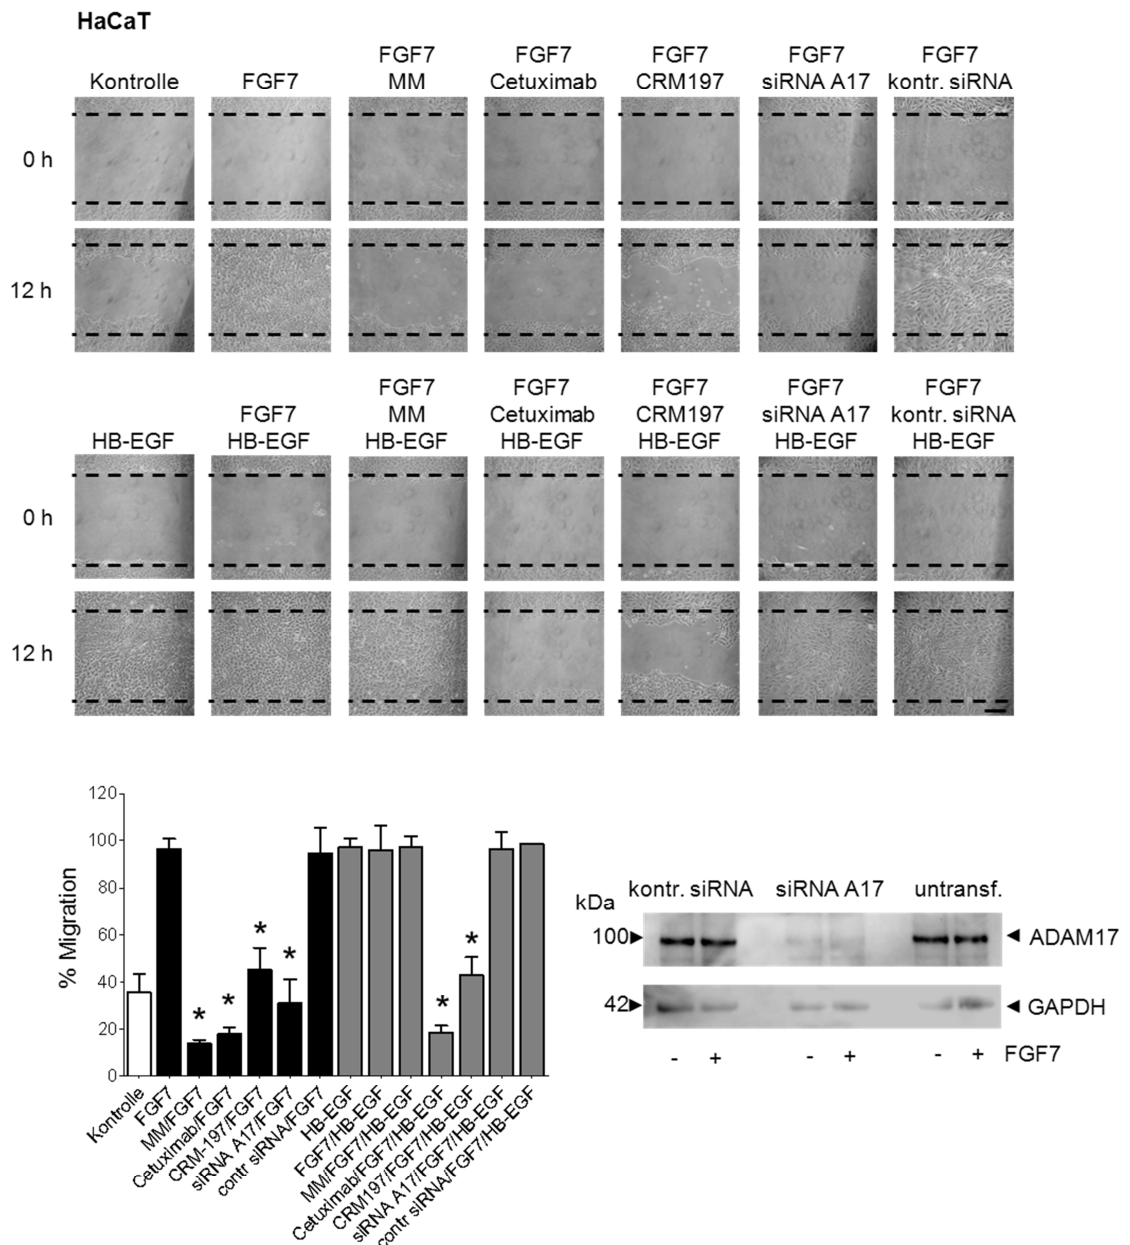 HaCaT
Kontrolle
FGF7
FGF7
MM
FGF7
Cetuximab
FGF7
CRM197
FGF7
siRNA A17
FGF7
kontr. siRNA
0 h
12 h
HB-EGF
FGF7
HB-EGF
FGF7
MM
HB-EGF
FGF7
Cetuximab
HB-EGF
FGF7
CRM197
HB-EGF
FGF7
siRNA A17
HB-EGF
FGF7
kontr. siRNA
HB-EGF
0 h
12 h
% Migration
120
100
80
60
40
20
0
* * * * * *
Kontrolle
FGF7
MM/FGF7
Cetuximab/FGF7
CRM-197/FGF7
siRNA A17/FGF7
contr siRNA/FGF7
HB-EGF
FGF7/HB-EGF
MM/FGF7/HB-EGF
Cetuximab/FGF7/HB-EGF
CRM197/FGF7/HB-EGF
siRNA A17/FGF7/HB-EGF
contr siRNA/FGF7/HB-EGF
kontr. siRNA siRNA A17 untransf.
kDa
100 ADAM17
42 GAPDH
- + - + - + FGF7